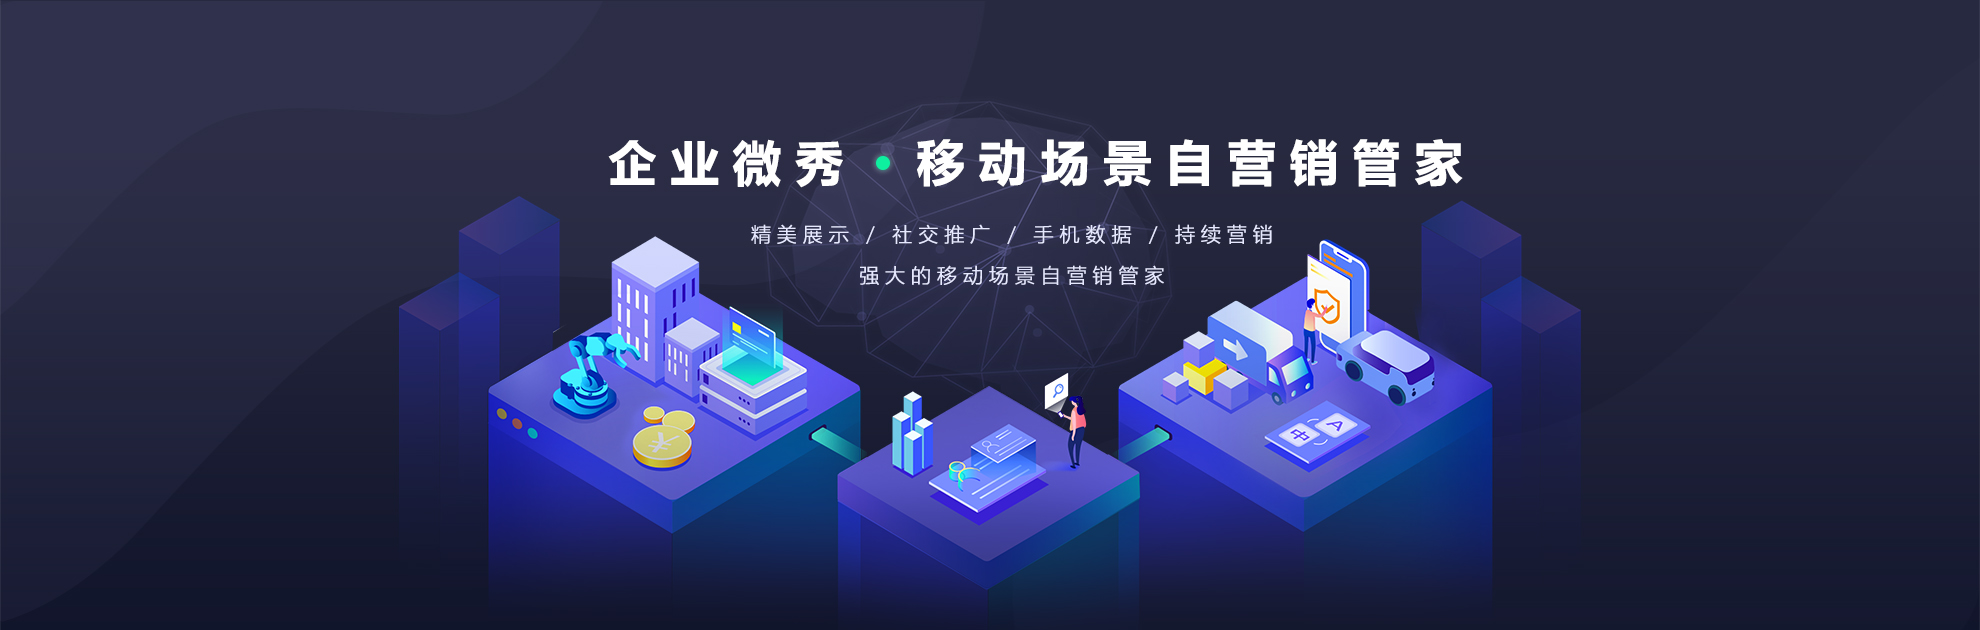 企业微秀·移动场景自营销管家
精美展示 / 社交推广 / 手机数据 / 持续营销
强大的移动场景自营销管家
¥
中 A